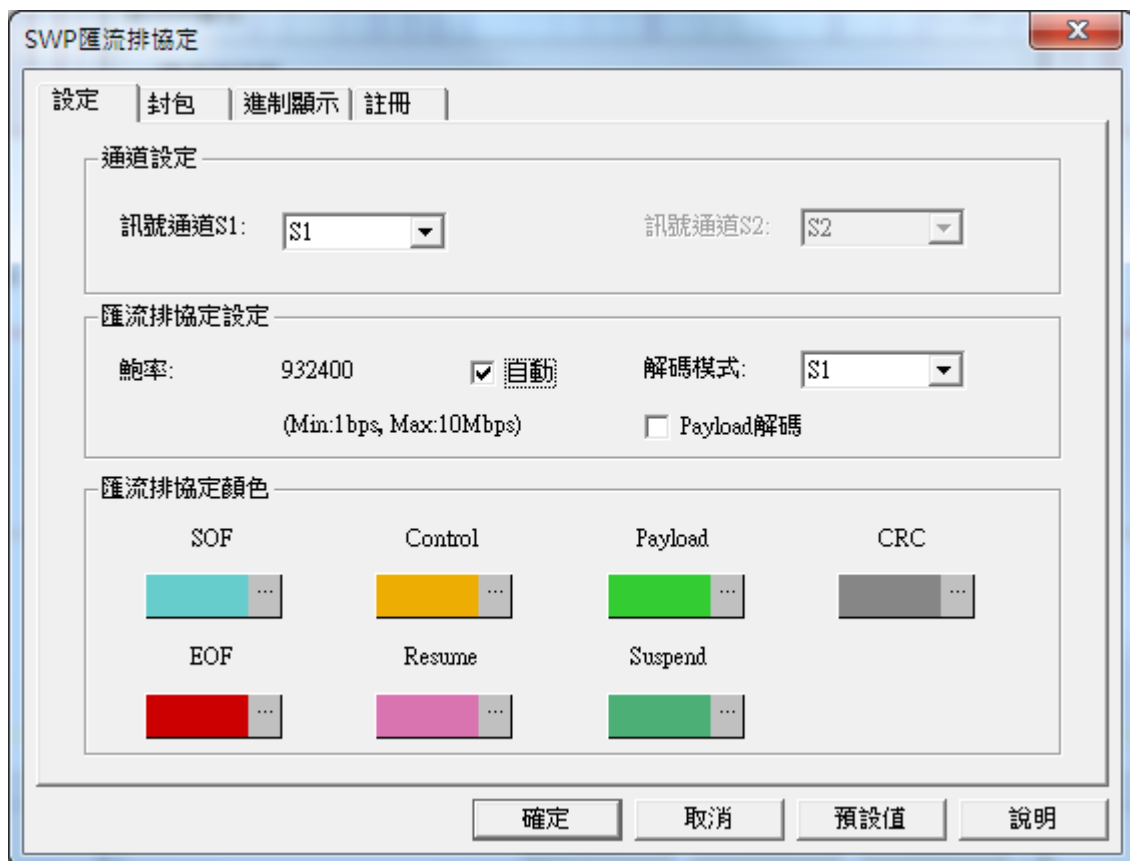 SWP匯流排協定
設定 封包 進制顯示 註冊
通道設定
訊號通道S1: S1 訊號通道S2: S2
匯流排協定設定
鮑率: 932400 自動 解碼模式: S1
(Min:1bps, Max:10Mbps) Payload解碼
匯流排協定顏色
SOF Control Payload CRC
... ... ... ...
EOF Resume Suspend
... ... ...
確定 取消 預設值 說明